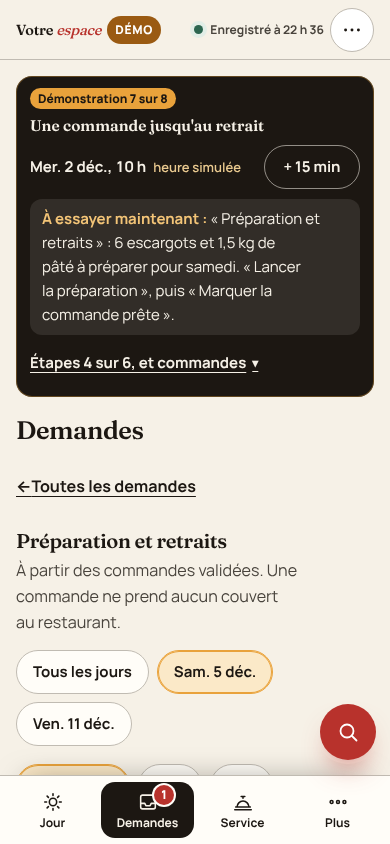 Votre espace DÉMO
Enregistré à 22 h 36
Démonstration 7 sur 8
Une commande jusqu'au retrait
Mer. 2 déc., 10 h heure simulée
+ 15 min
À essayer maintenant : « Préparation et
retraits » : 6 escargots et 1,5 kg de
pâté à préparer pour samedi. « Lancer
la préparation », puis « Marquer la
commande prête ».
Étapes 4 sur 6, et commandes ▾
Demandes
←Toutes les demandes
Préparation et retraits
À partir des commandes validées. Une
commande ne prend aucun couvert
au restaurant.
Tous les jours
Sam. 5 déc.
Ven. 11 déc.
1
Jour
Demandes
Service
Plus